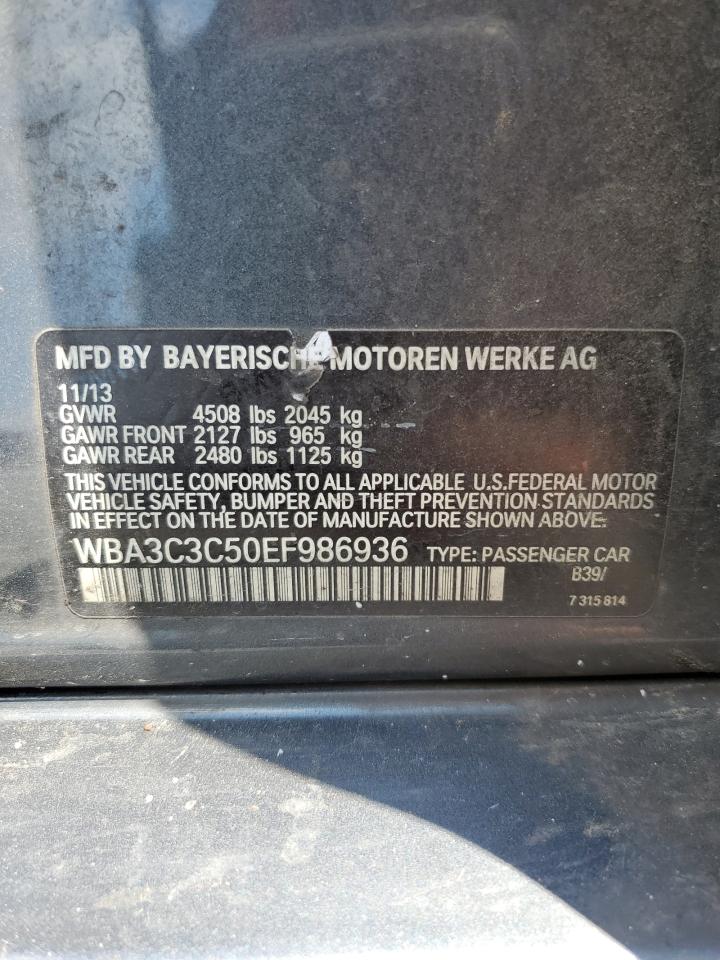 MFD BY BAYERISCHE MOTOREN WERKE AG
11/13
GVWR 4508 lbs 2045 kg
GAWR FRONT 2127 lbs 965 kg
GAWR REAR 2480 lbs 1125 kg
THIS VEHICLE CONFORMS TO ALL APPLICABLE U.S.FEDERAL MOTOR
VEHICLE SAFETY, BUMPER AND THEFT PREVENTION STANDARDS
IN EFFECT ON THE DATE OF MANUFACTURE SHOWN ABOVE.
WBA3C3C50EF986936 TYPE: PASSENGER CAR
B39/
7 315 814